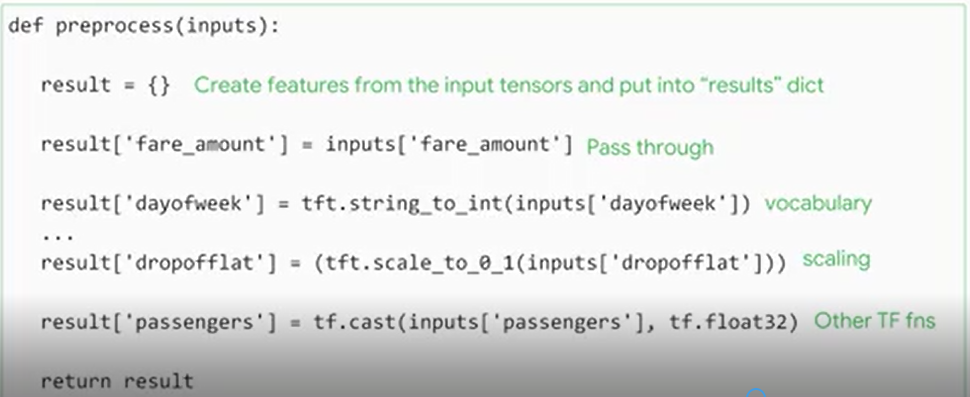 def preprocess(inputs):
result = {} Create features from the input tensors and put into “results” dict
result['fare_amount'] = inputs['fare_amount'] Pass through
result['dayofweek'] = tft.string_to_int(inputs['dayofweek']) vocabulary
...
result['dropofflat'] = (tft.scale_to_0_1(inputs['dropofflat'])) scaling
result['passengers'] = tf.cast(inputs['passengers'], tf.float32) Other TF fns
return result